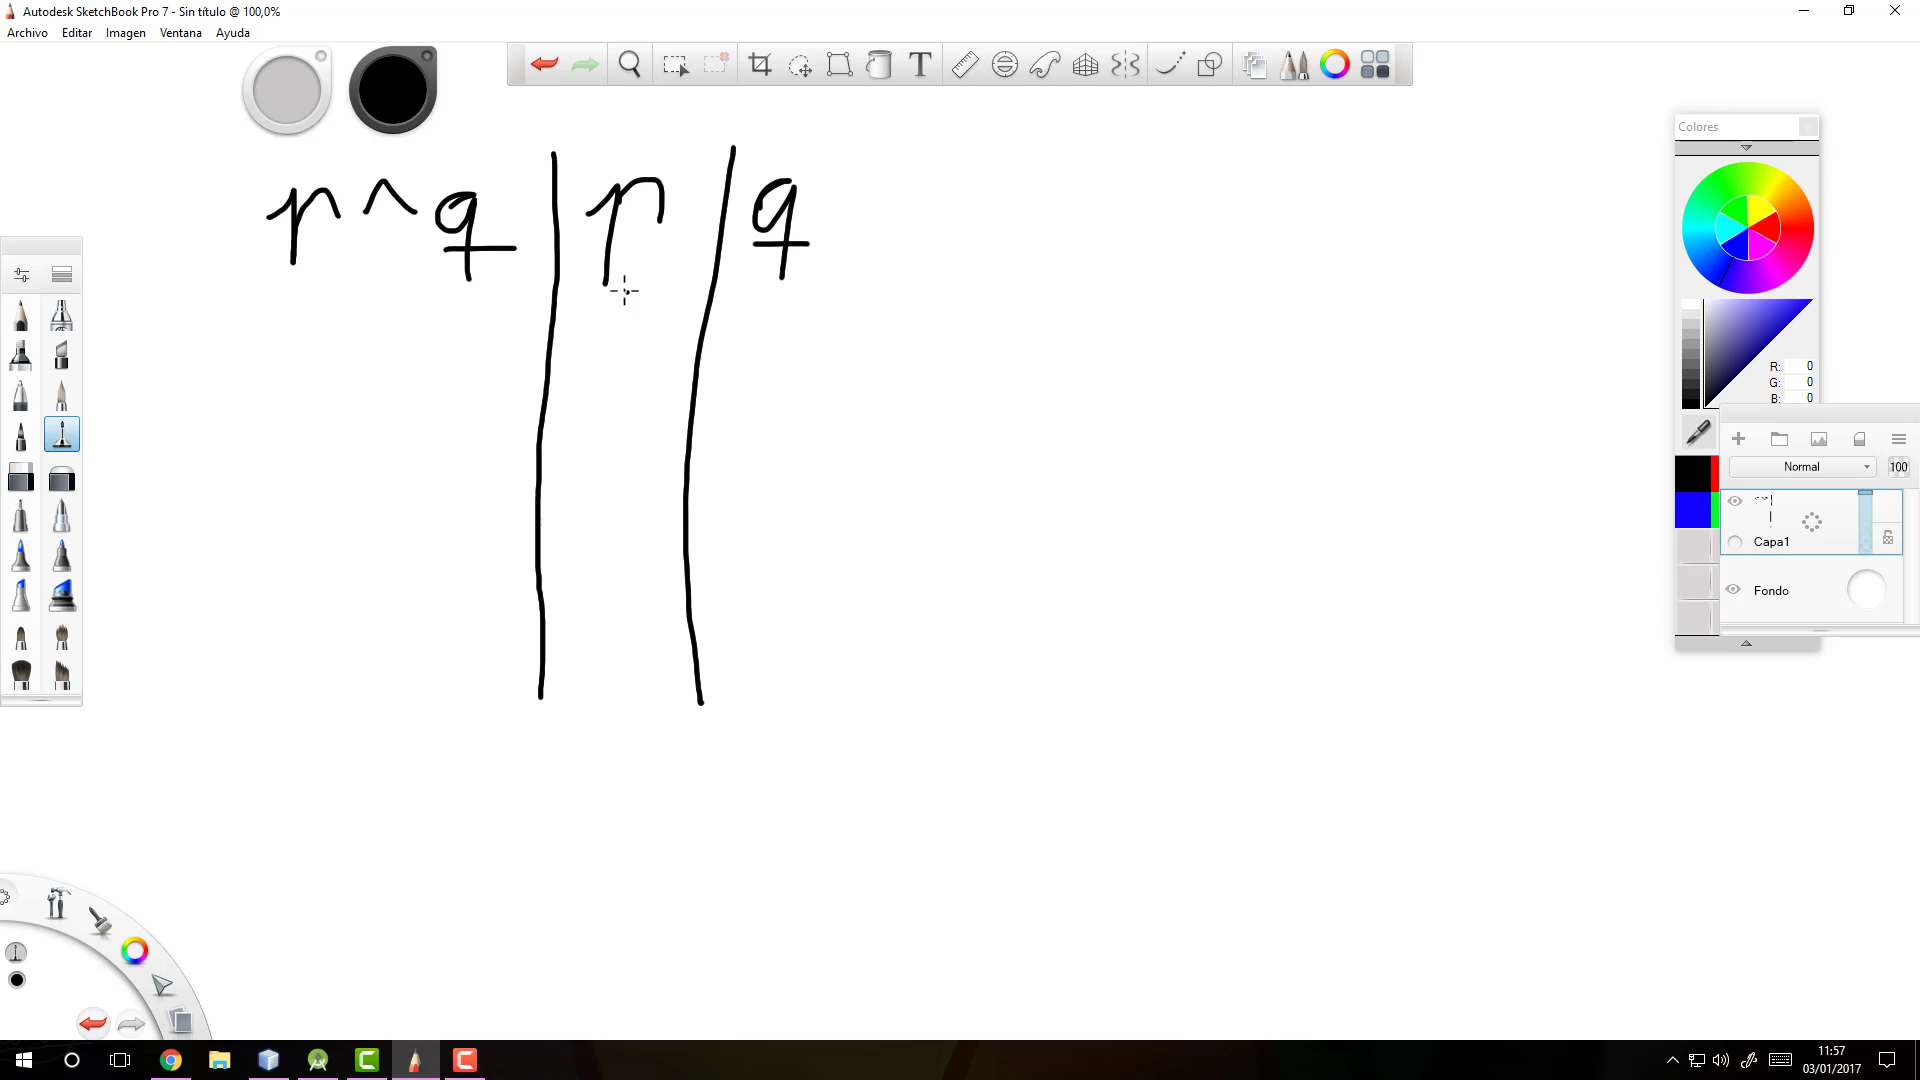 Autodesk SketchBook Pro 7 - Sin título @ 100,0%
Archivo Editar Imagen Ventana Ayuda
p ^ q | p | q
Colores
R: 0
G: 0
B: 0
Normal 100
Capa1
Fondo
11:57
03/01/2017